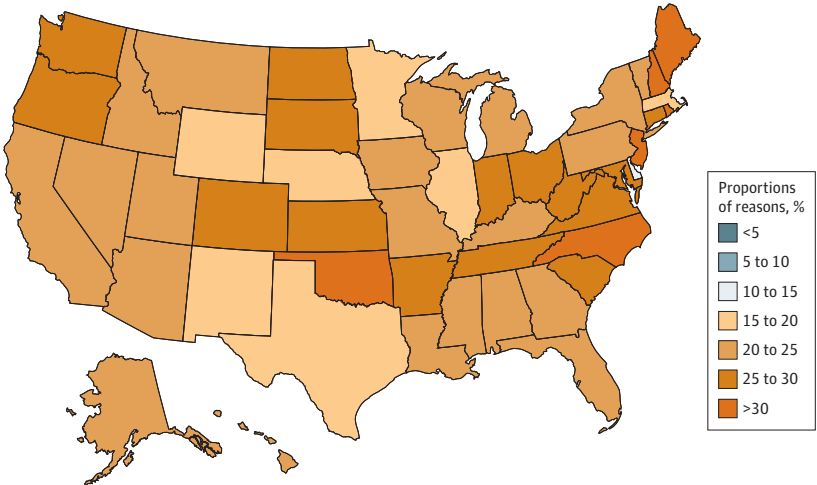 Proportions
of reasons, %
<5
5 to 10
10 to 15
15 to 20
20 to 25
25 to 30
>30